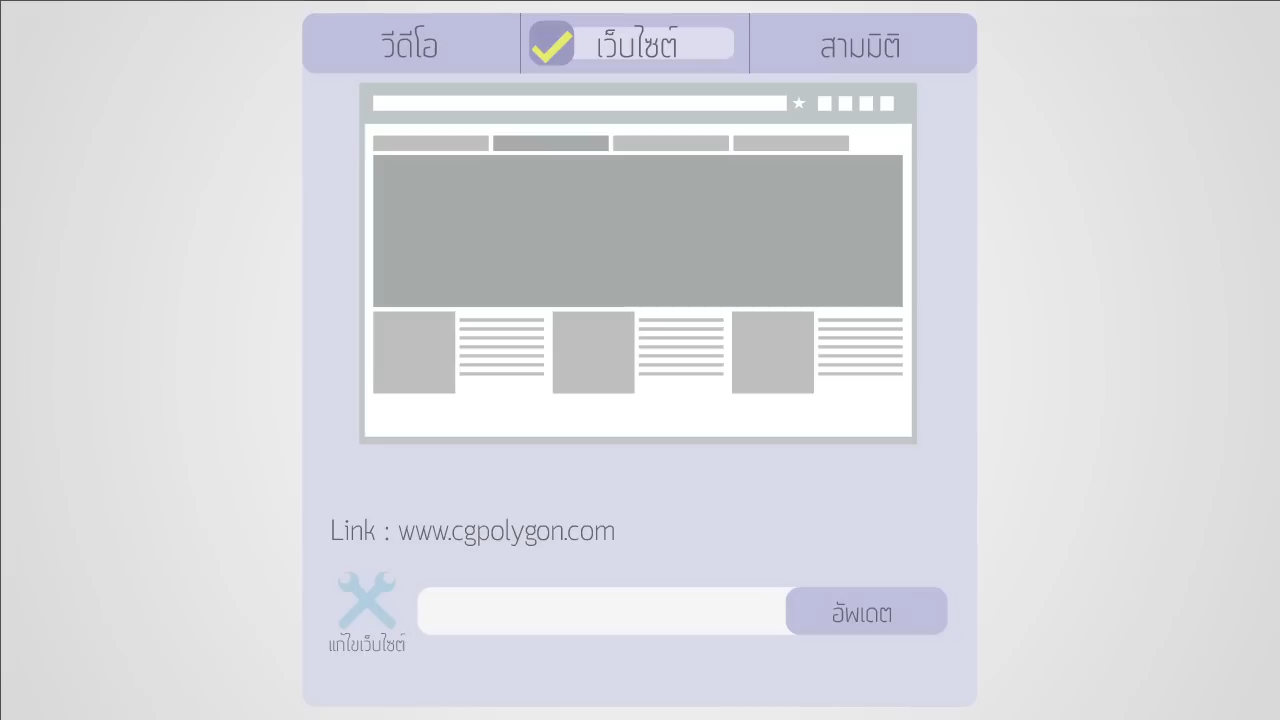 วีดีโอ
เว็บไซต์
สามมิติ
Link : www.cgpolygon.com
อัพเดต
แก้ไขเว็บไซต์